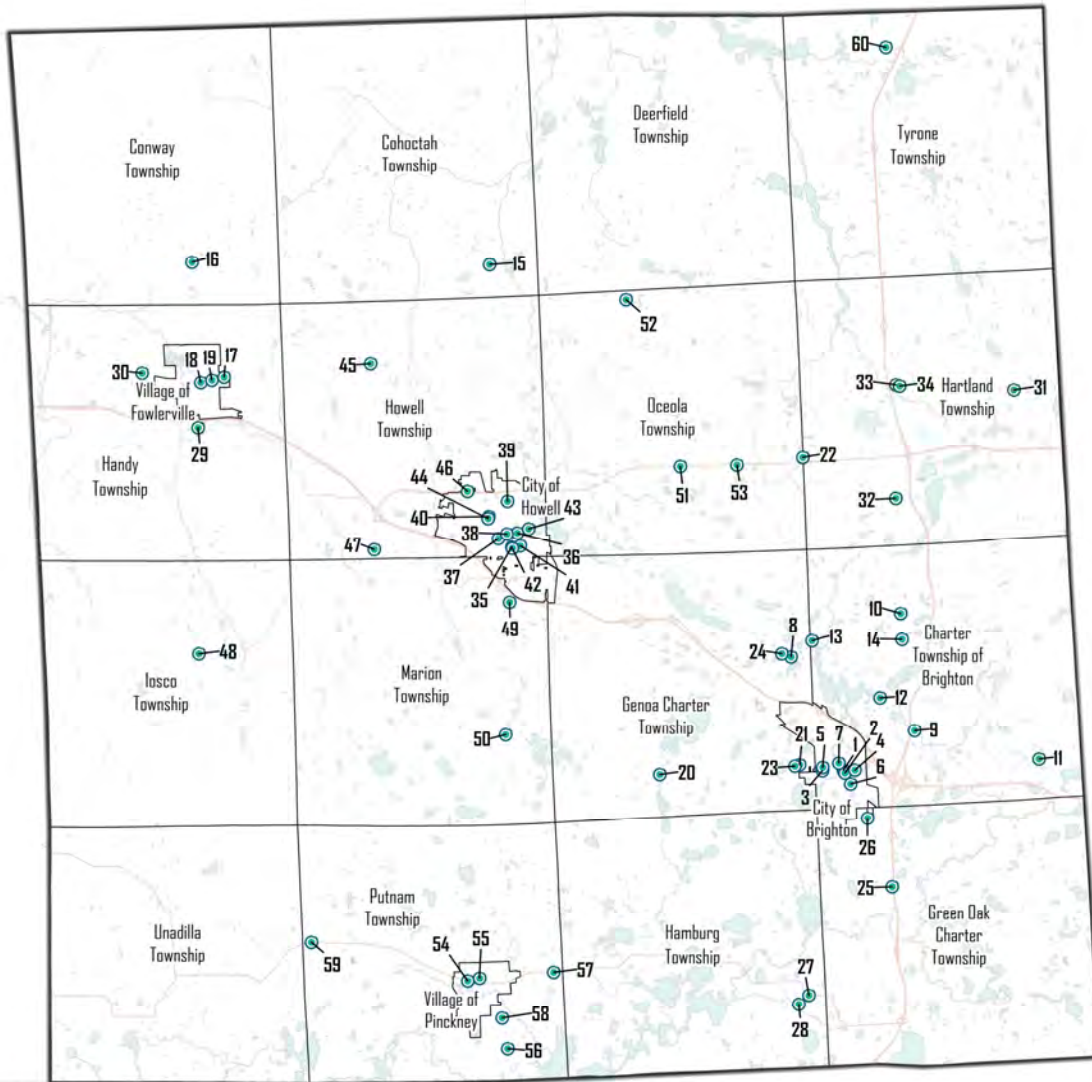 60
Deerfield
Township
Conway
Township
Cohoctah
Township
Tyrone
Township
16
15
52
30
18
19
17
45
33
34
31
Village of
Fowlerville
Howell
Township
Oceola
Township
Hartland
Township
29
39
22
Handy
Township
44
46
City of
Howell
51
53
32
40
43
38
47
37
36
35
42
41
49
10
8
13
24
14
Charter
Township of
Brighton
48
Iosco
Township
Marion
Township
Genoa Charter
Township
12
9
50
21
5
7
1
2
4
11
23
20
6
3
City of
Brighton
26
Putnam
Township
25
Unadilla
Township
Hamburg
Township
Green Oak
Charter
Township
59
54
55
57
27
Village of
Pinckney
28
58
56